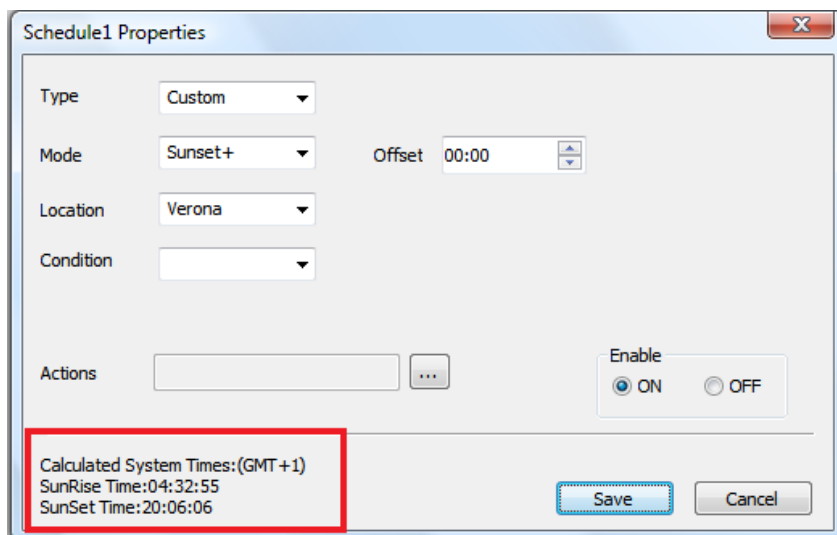 Schedule1 Properties
Type Custom
Mode Sunset+ Offset 00:00
Location Verona
Condition
Actions ...
Enable
ON OFF
Calculated System Times:(GMT+1)
SunRise Time:04:32:55
SunSet Time:20:06:06
Save Cancel